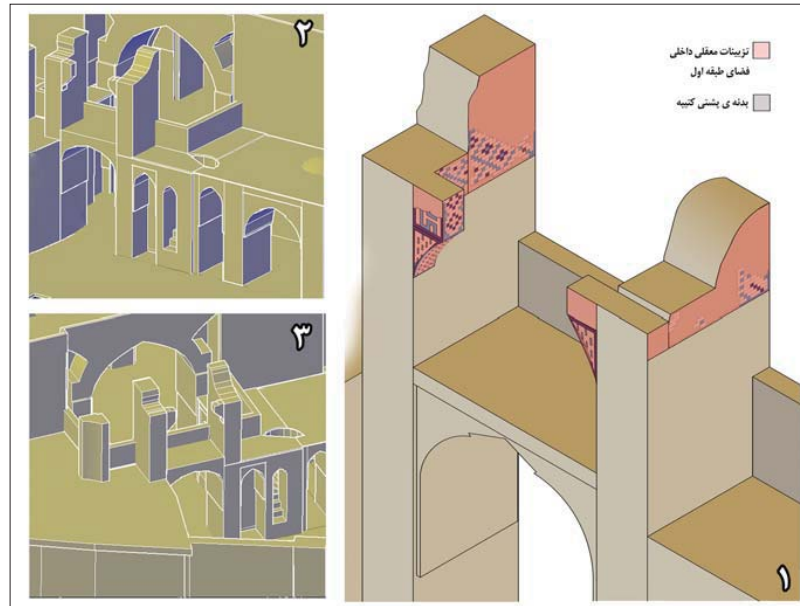 تزیینات معقلی داخلی
فضای طبقه اول
بدنه ی پشتی کتیبه
۲
۳
۱